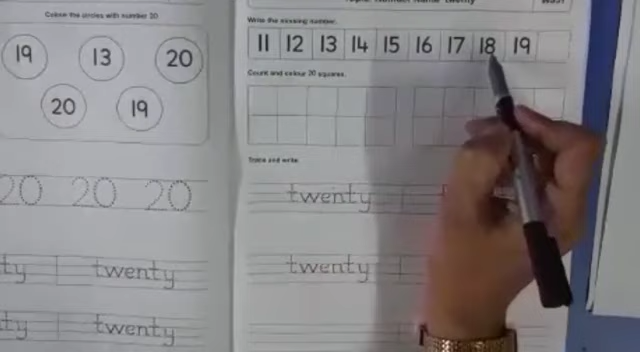 Colour the circles with number 20
19 13 20
20 19
20 20 20
ty twenty
ty twenty
Write the missing number.
11 12 13 14 15 16 17 18 19
Count and colour 20 squares.
Trace and write
twenty
twenty